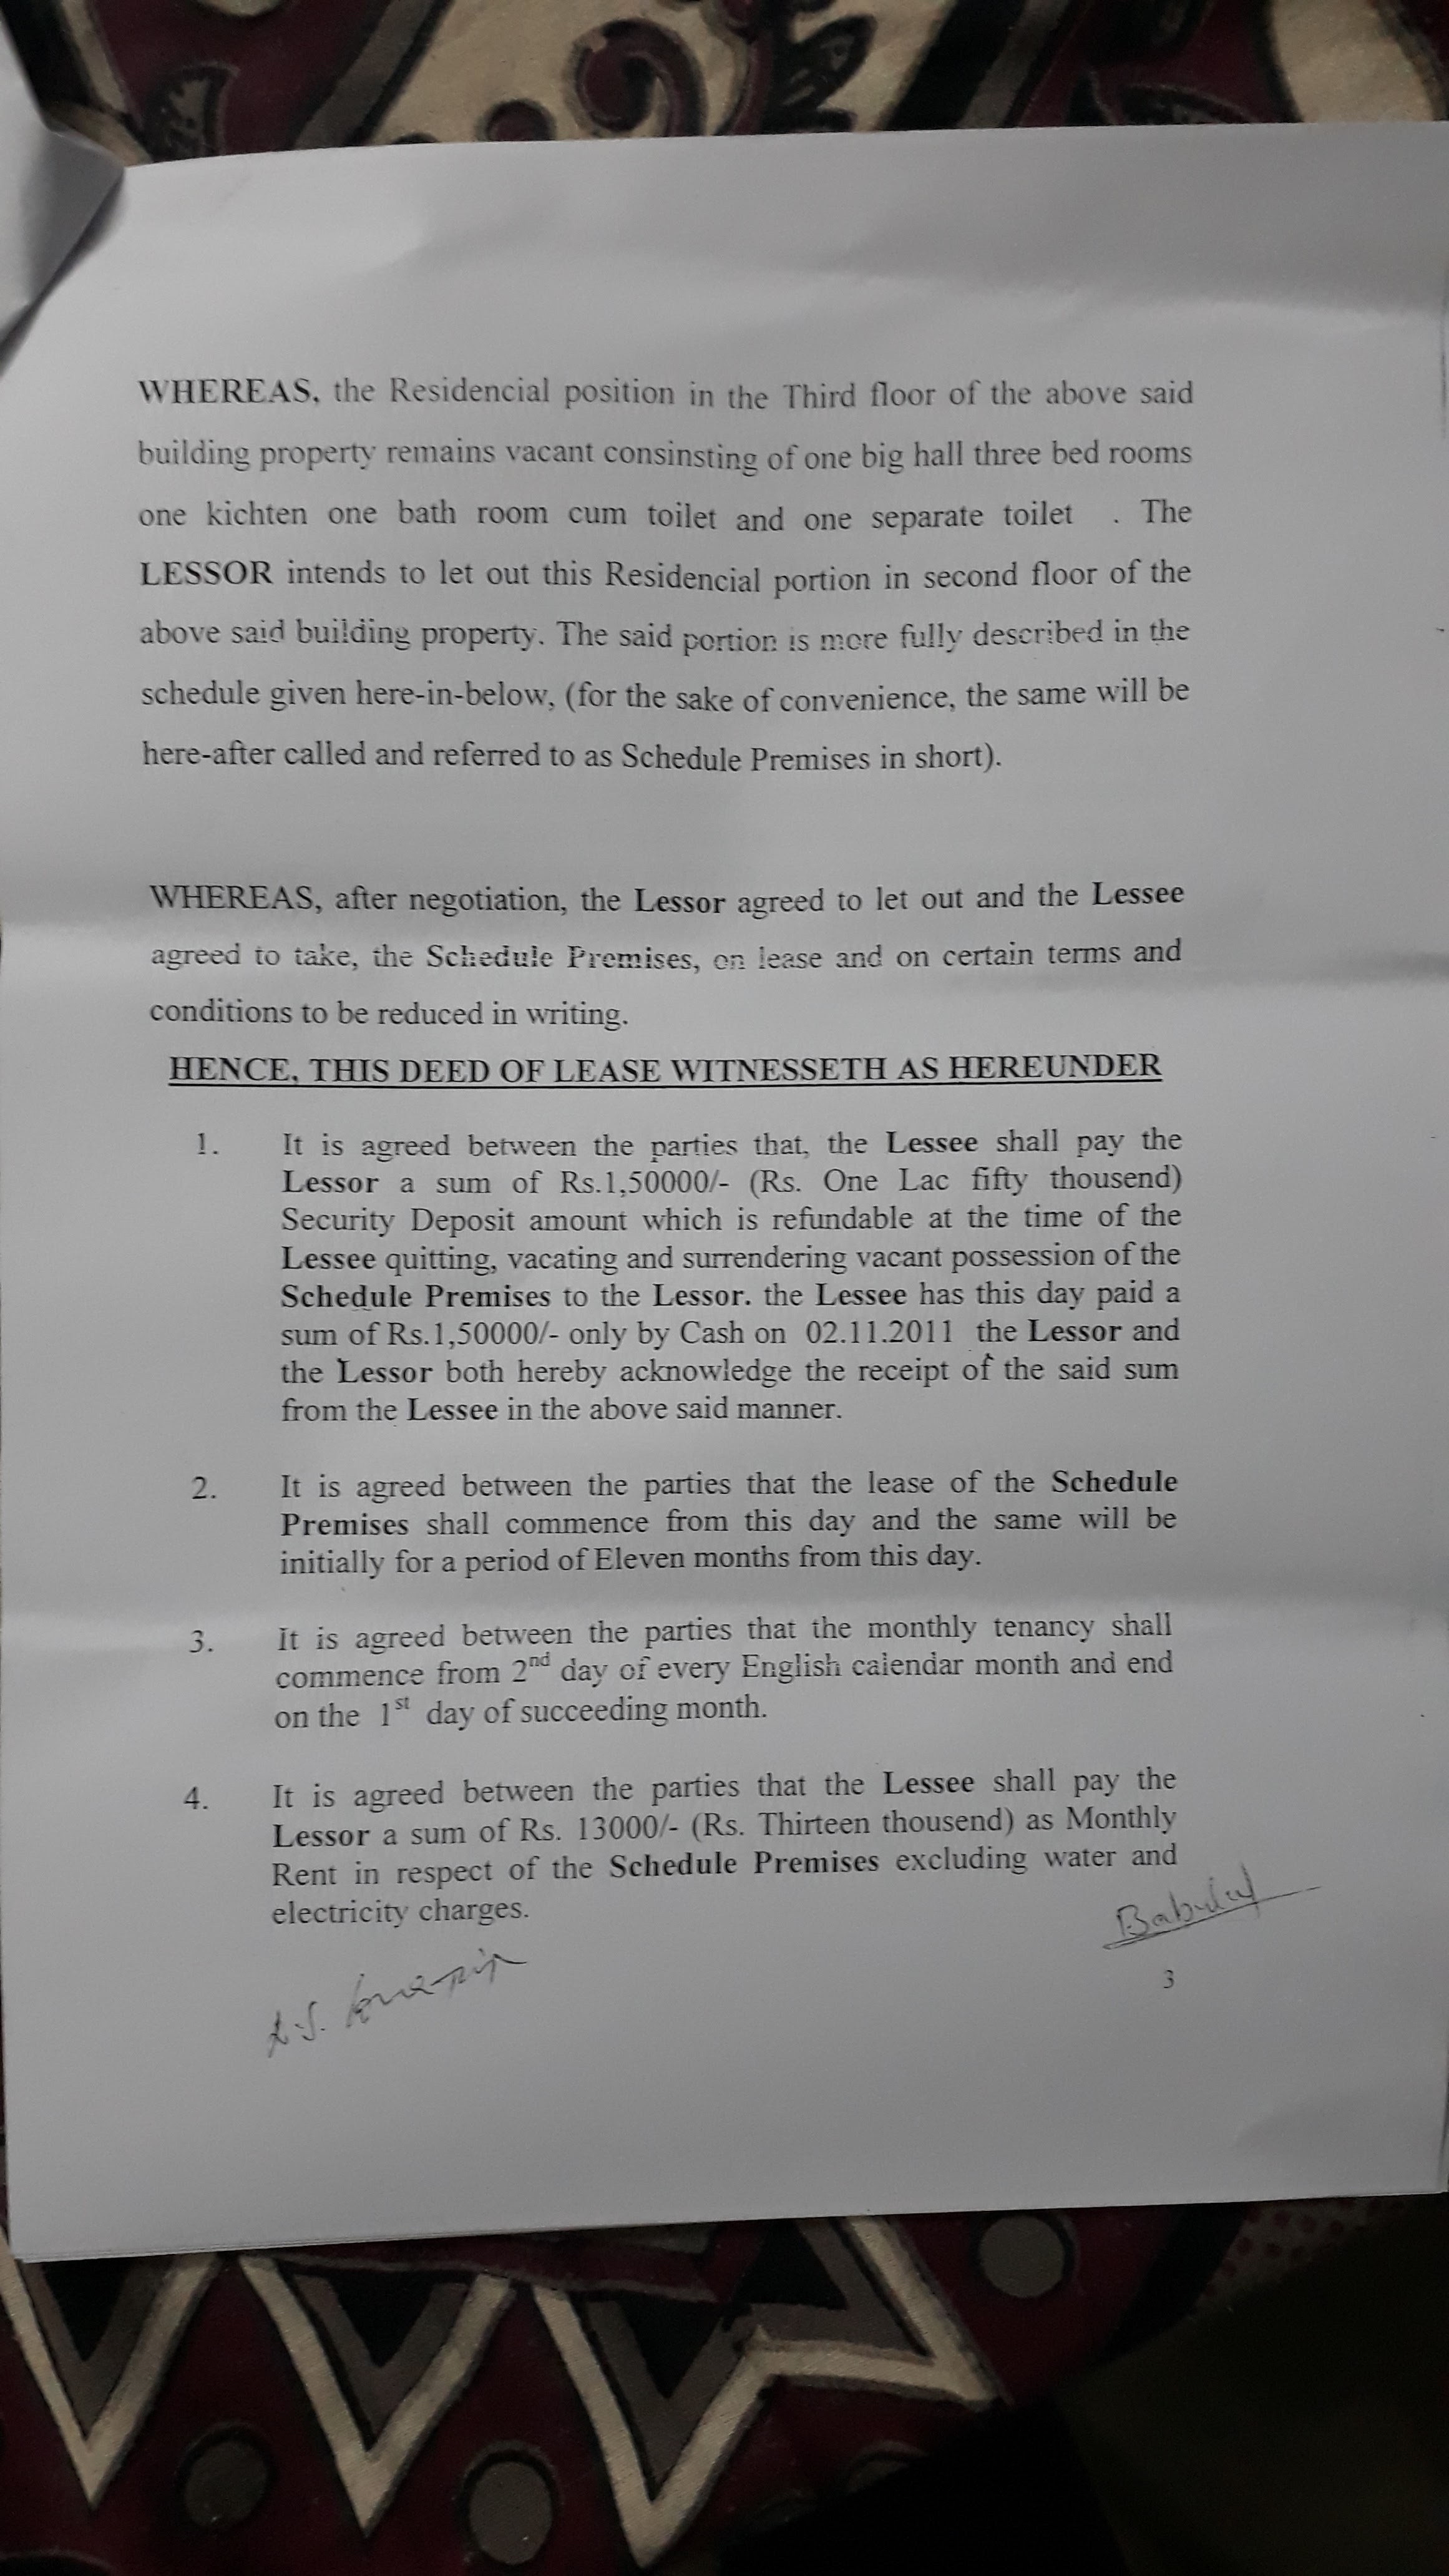 WHEREAS, the Residencial position in the Third floor of the above said
building property remains vacant consinsting of one big hall three bed rooms
one kichten one bath room cum toilet and one separate toilet . The
LESSOR intends to let out this Residencial portion in second floor of the
above said building property. The said portion is more fully described in the
schedule given here-in-below, (for the sake of convenience, the same will be
here-after called and referred to as Schedule Premises in short).
WHEREAS, after negotiation, the Lessor agreed to let out and the Lessee
agreed to take, the Schedule Premises, on lease and on certain terms and
conditions to be reduced in writing.
HENCE, THIS DEED OF LEASE WITNESSETH AS HEREUNDER
1. It is agreed between the parties that, the Lessee shall pay the
Lessor a sum of Rs.1,50000/- (Rs. One Lac fifty thousend)
Security Deposit amount which is refundable at the time of the
Lessee quitting, vacating and surrendering vacant possession of the
Schedule Premises to the Lessor. the Lessee has this day paid a
sum of Rs.1,50000/- only by Cash on 02.11.2011 the Lessor and
the Lessor both hereby acknowledge the receipt of the said sum
from the Lessee in the above said manner.
2. It is agreed between the parties that the lease of the Schedule
Premises shall commence from this day and the same will be
initially for a period of Eleven months from this day.
3. It is agreed between the parties that the monthly tenancy shall
commence from 2nd day of every English calendar month and end
on the 1st day of succeeding month.
4. It is agreed between the parties that the Lessee shall pay the
Lessor a sum of Rs. 13000/- (Rs. Thirteen thousend) as Monthly
Rent in respect of the Schedule Premises excluding water and
electricity charges.
Babulal
3